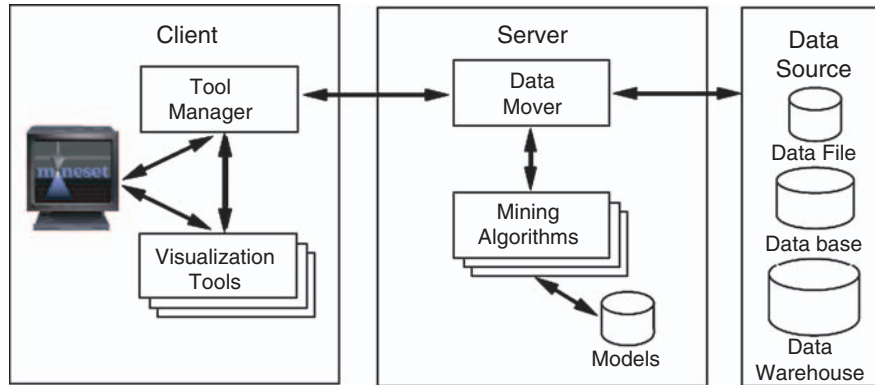 Client
Tool
Manager
mineset
Visualization
Tools
Server
Data
Mover
Mining
Algorithms
Models
Data
Source
Data File
Data base
Data
Warehouse